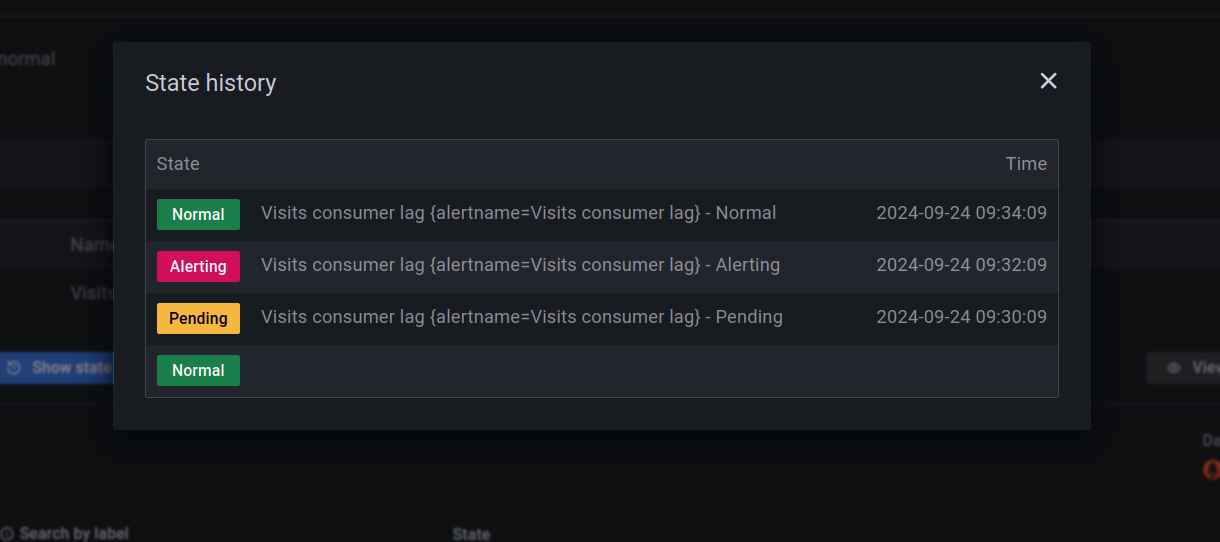 normal
State history
State Time
Normal Visits consumer lag {alertname=Visits consumer lag} - Normal 2024-09-24 09:34:09
Name
Alerting Visits consumer lag {alertname=Visits consumer lag} - Alerting 2024-09-24 09:32:09
Visits
Pending Visits consumer lag {alertname=Visits consumer lag} - Pending 2024-09-24 09:30:09
Show state
Normal
View
Da
Search by label State